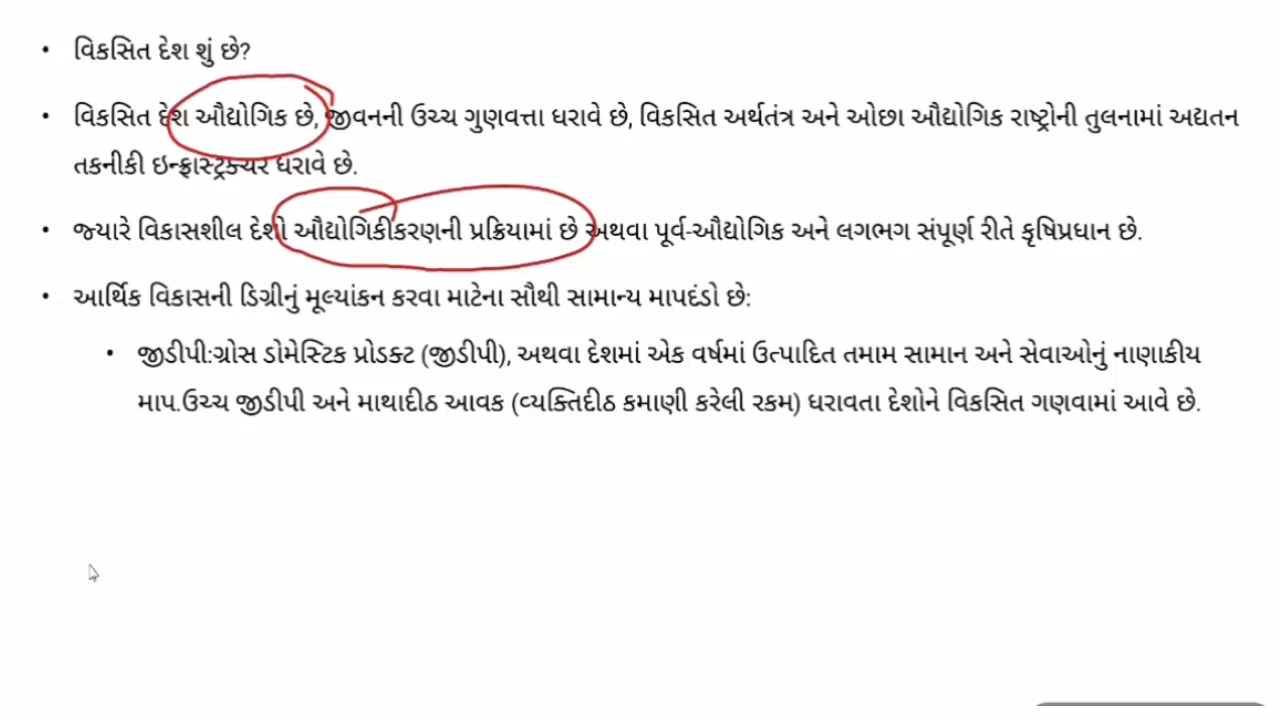 • વિકસિત દેશ શું છે?
• વિકસિત દેશ ઔદ્યોગિક છે, જીવનની ઉચ્ચ ગુણવત્તા ધરાવે છે, વિકસિત અર્થતંત્ર અને ઓછા ઔદ્યોગિક રાષ્ટ્રોની તુલનામાં અદ્યતન
તકનીકી ઇન્ફ્રાસ્ટ્રક્ચર ધરાવે છે.
• જ્યારે વિકાસશીલ દેશો ઔદ્યોગિકીકરણની પ્રક્રિયામાં છે અથવા પૂર્વ-ઔદ્યોગિક અને લગભગ સંપૂર્ણ રીતે કૃષિપ્રધાન છે.
• આર્થિક વિકાસની ડિગ્રીનું મૂલ્યાંકન કરવા માટેના સૌથી સામાન્ય માપદંડો છે:
• જીડીપી:ગ્રોસ ડોમેસ્ટિક પ્રોડક્ટ (જીડીપી), અથવા દેશમાં એક વર્ષમાં ઉત્પાદિત તમામ સામાન અને સેવાઓનું નાણાકીય
માપ.ઉચ્ચ જીડીપી અને માથાદીઠ આવક (વ્યક્તિદીઠ કમાણી કરેલી રકમ) ધરાવતા દેશોને વિકસિત ગણવામાં આવે છે.